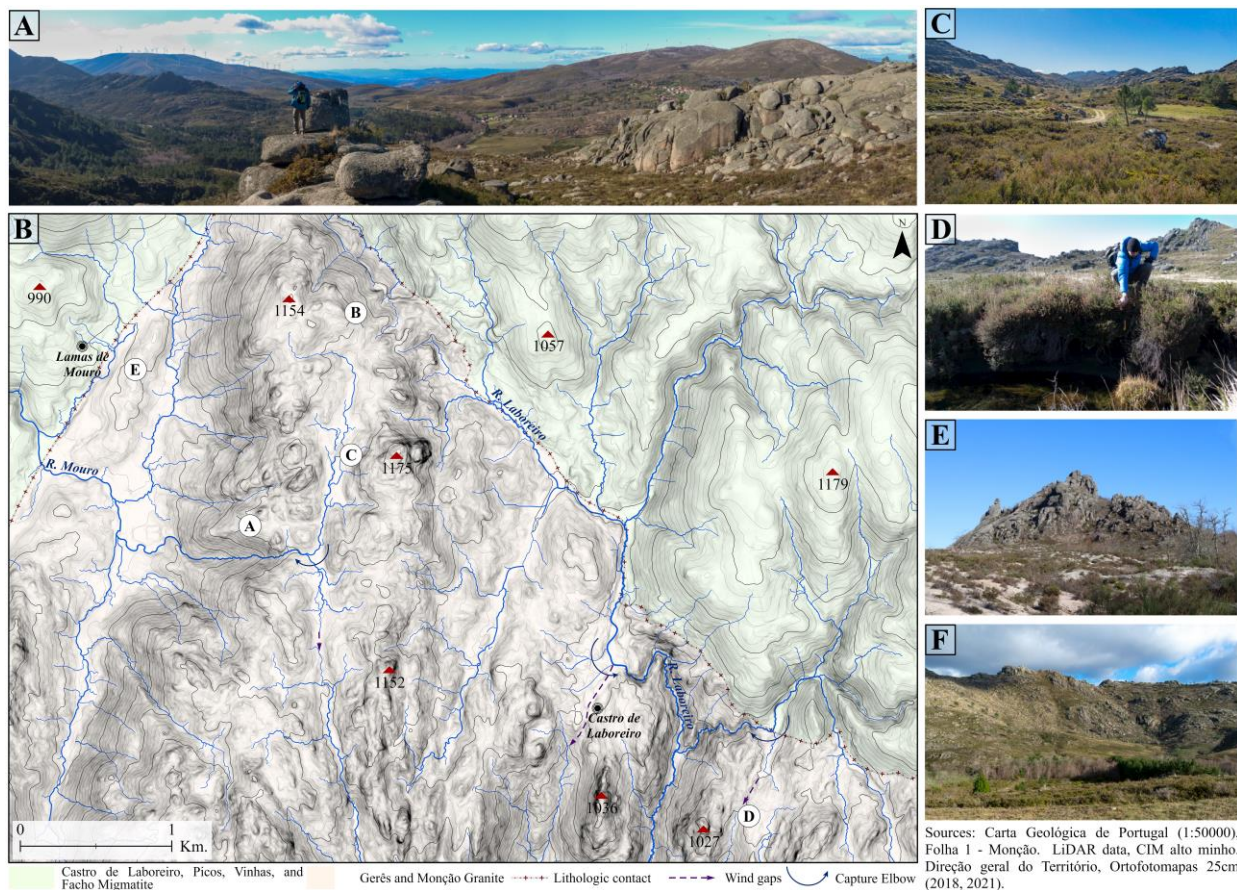 A
C
B
N
990
1154
B
1057
Lamas de
Mouro
E
R. Laboreiro
R. Mouro
C
1175
1179
A
1152
R. Laboreiro
Castro de
Laboreiro
1036
1027
D
0 1
Km.
D
E
F
Castro de Laboreiro, Picos, Vinhas, and
Facho Migmatite
Gerês and Monção Granite
Lithologic contact
Wind gaps
Capture Elbow
Sources: Carta Geológica de Portugal (1:50000).
Folha 1 - Monção. LiDAR data, CIM alto minho.
Direção geral do Território, Ortofotomapas 25cm
(2018, 2021).